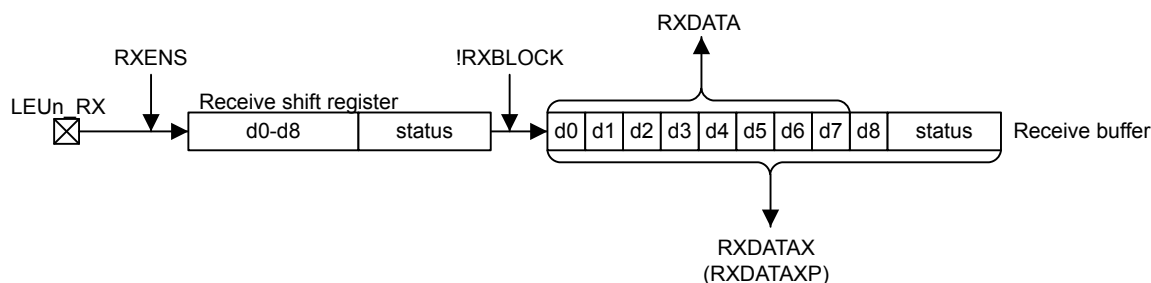 RXDATA
RXENS
!RXBLOCK
LEUn_RX
Receive shift register
d0-d8 status
d0 d1 d2 d3 d4 d5 d6 d7 d8 status
Receive buffer
RXDATAX
(RXDATAXP)